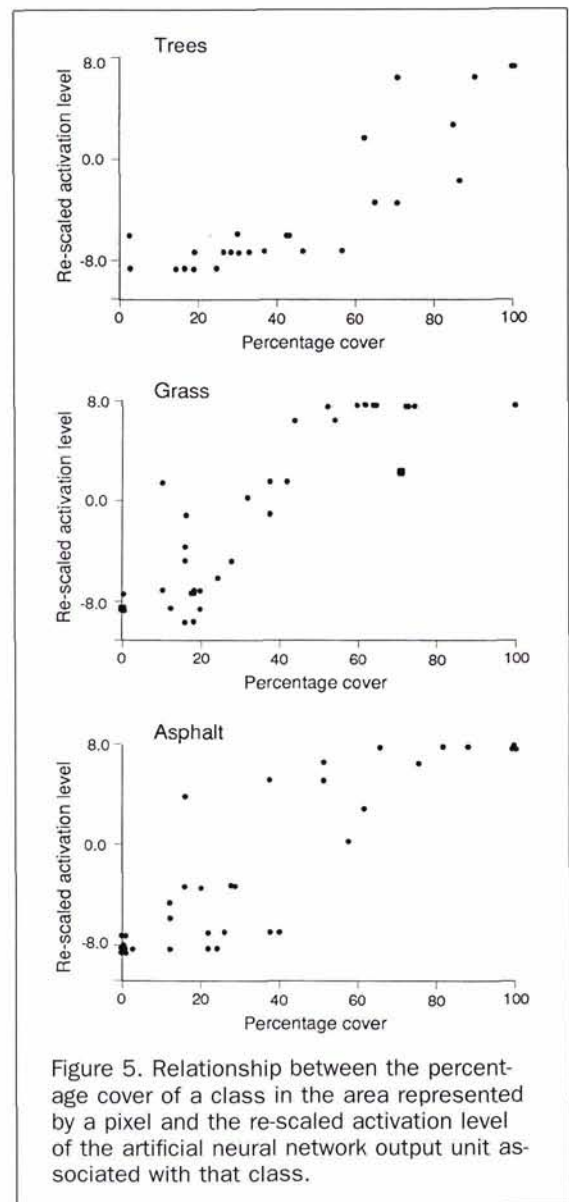 Trees
8.0
0.0
-8.0
Re-scaled activation level
0 20 40 60 80 100
Percentage cover
Grass
8.0
0.0
-8.0
Re-scaled activation level
0 20 40 60 80 100
Percentage cover
Asphalt
8.0
0.0
-8.0
Re-scaled activation level
0 20 40 60 80 100
Percentage cover
Figure 5. Relationship between the percent-
age cover of a class in the area represented
by a pixel and the re-scaled activation level
of the artificial neural network output unit as-
sociated with that class.